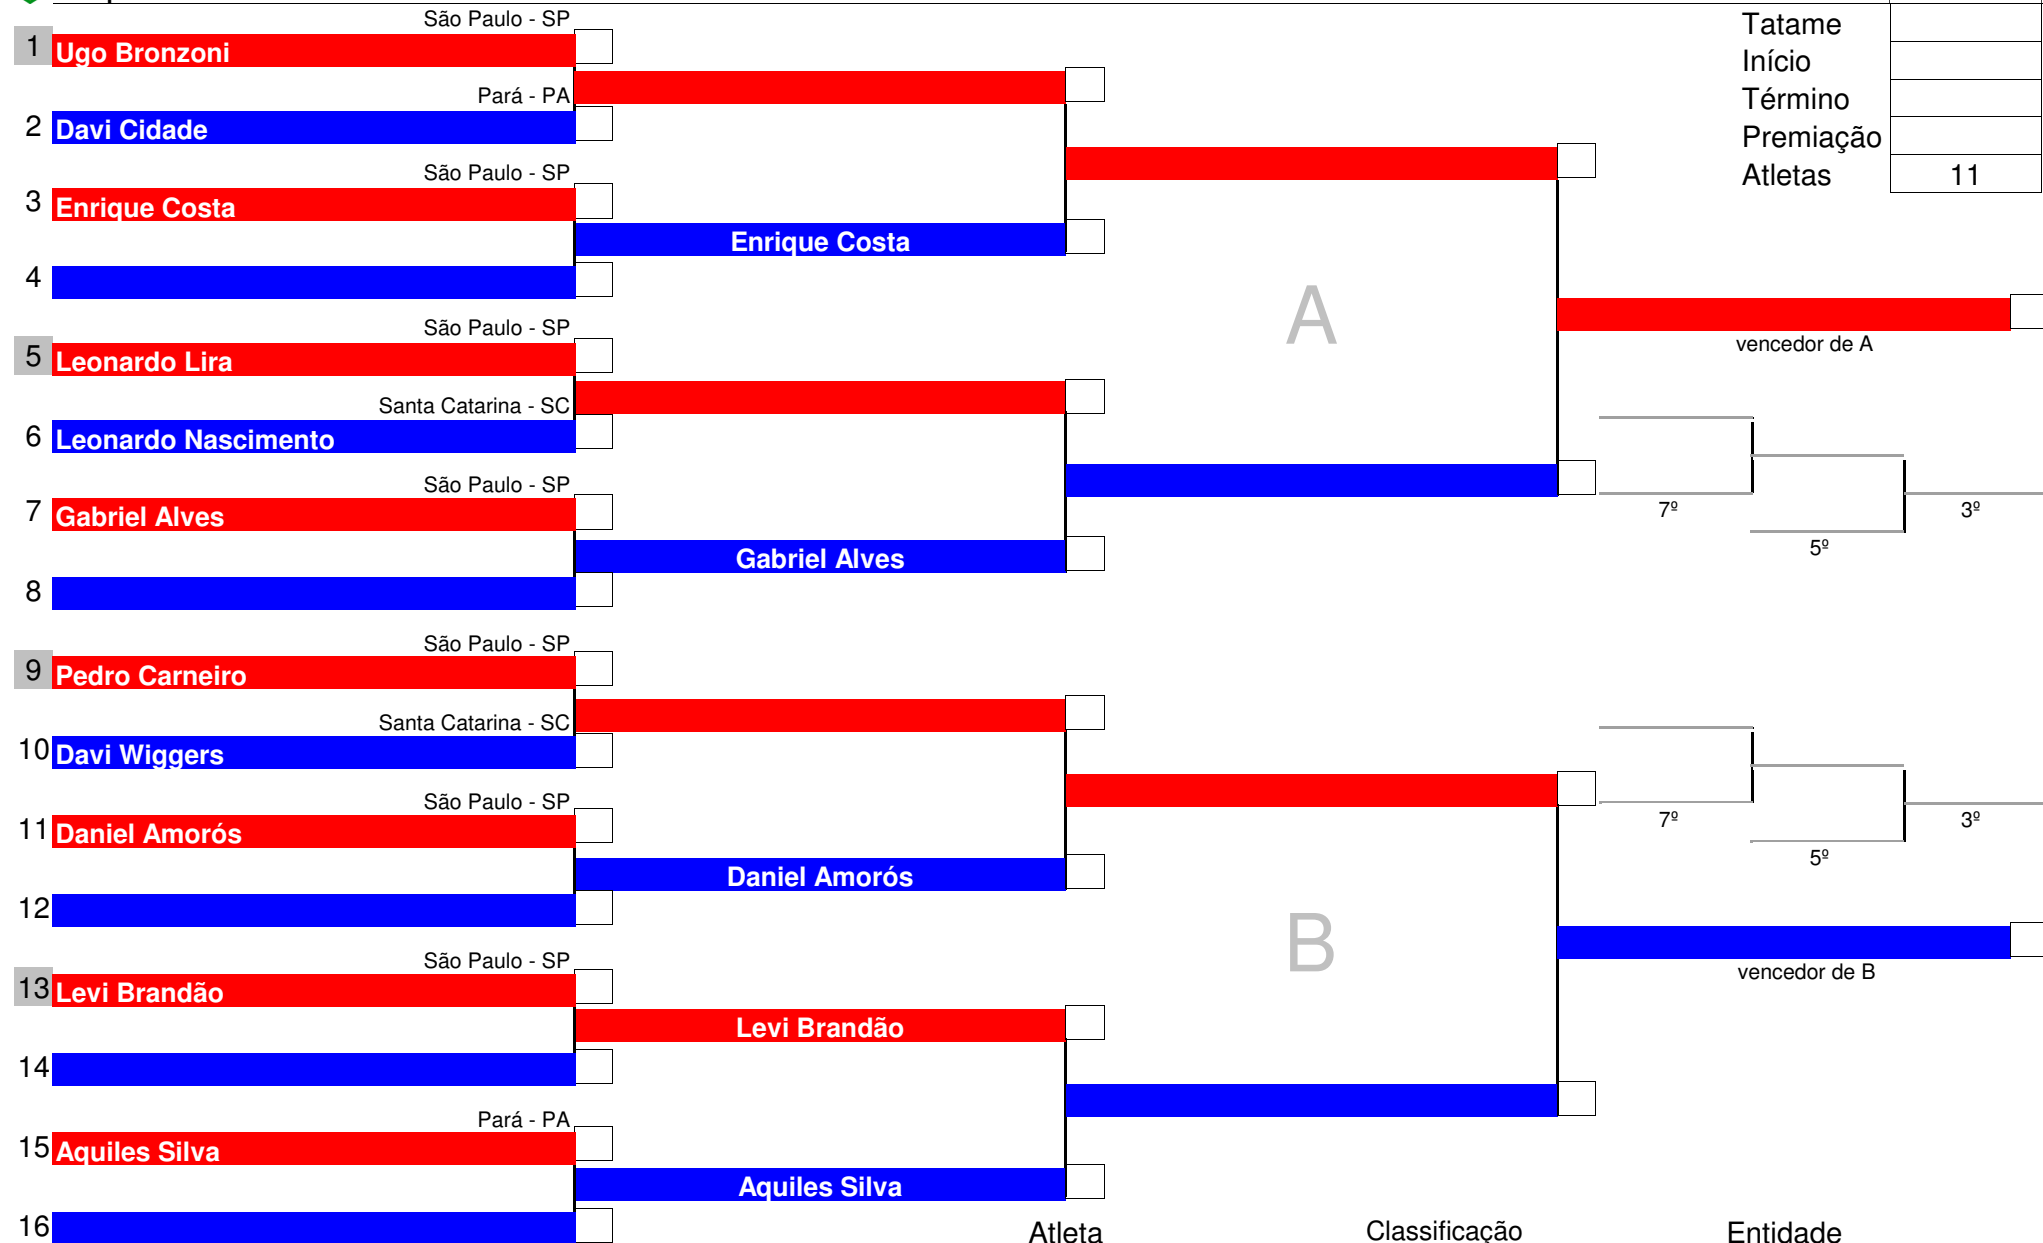 São Paulo - SP
1 Ugo Bronzoni
Pará - PA
2 Davi Cidade
São Paulo - SP
3 Enrique Costa
Enrique Costa
4
São Paulo - SP
5 Leonardo Lira
Santa Catarina - SC
6 Leonardo Nascimento
São Paulo - SP
7 Gabriel Alves
Gabriel Alves
8
São Paulo - SP
9 Pedro Carneiro
Santa Catarina - SC
10 Davi Wiggers
São Paulo - SP
11 Daniel Amorós
Daniel Amorós
12
São Paulo - SP
13 Levi Brandão
Levi Brandão
14
Pará - PA
15 Aquiles Silva
Aquiles Silva
16
A
B
Tatame
Início
Término
Premiação
Atletas 11
vencedor de A
7º
3º
5º
7º
3º
5º
vencedor de B
Atleta Classificação Entidade